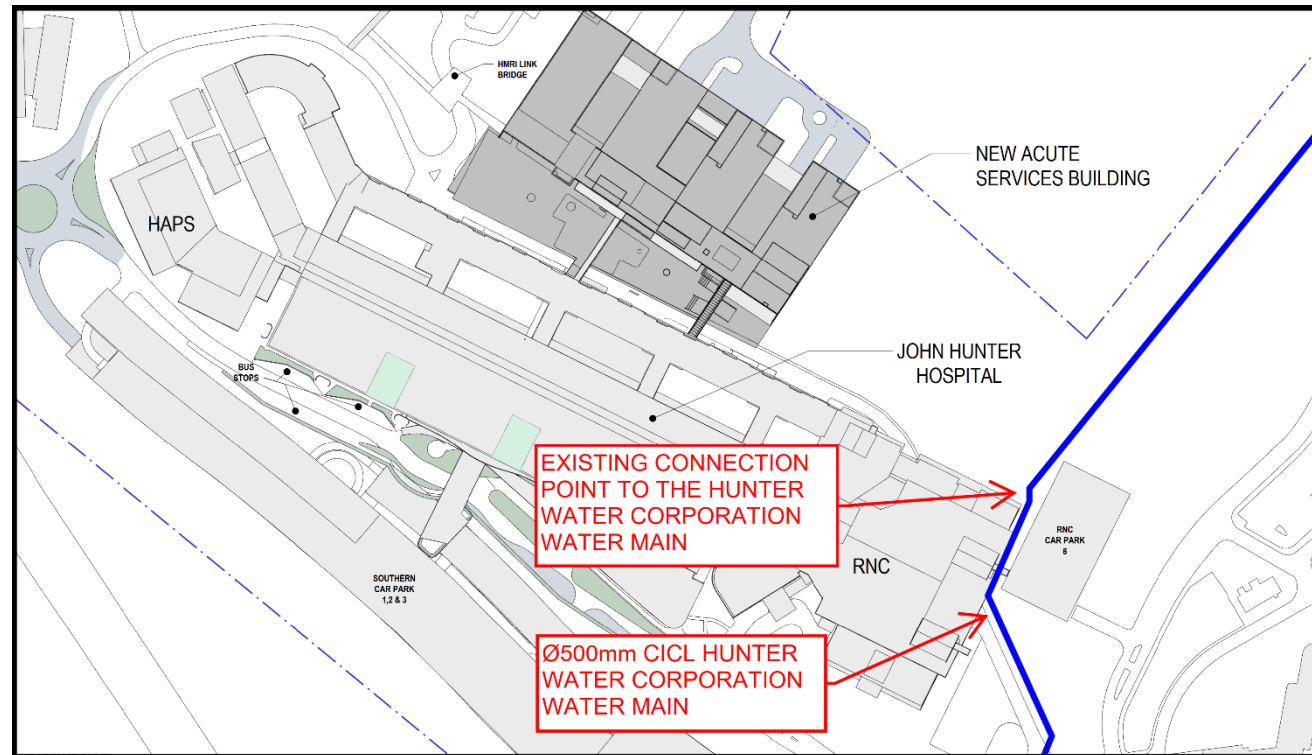 HMRI LINK
BRIDGE
NEW ACUTE
SERVICES BUILDING
HAPS
JOHN HUNTER
HOSPITAL
BUS
STOPS
EXISTING CONNECTION
POINT TO THE HUNTER
WATER CORPORATION
WATER MAIN
RNC
CAR PARK
6
RNC
SOUTHERN
CAR PARK
1,2 & 3
Ø500mm CICL HUNTER
WATER CORPORATION
WATER MAIN